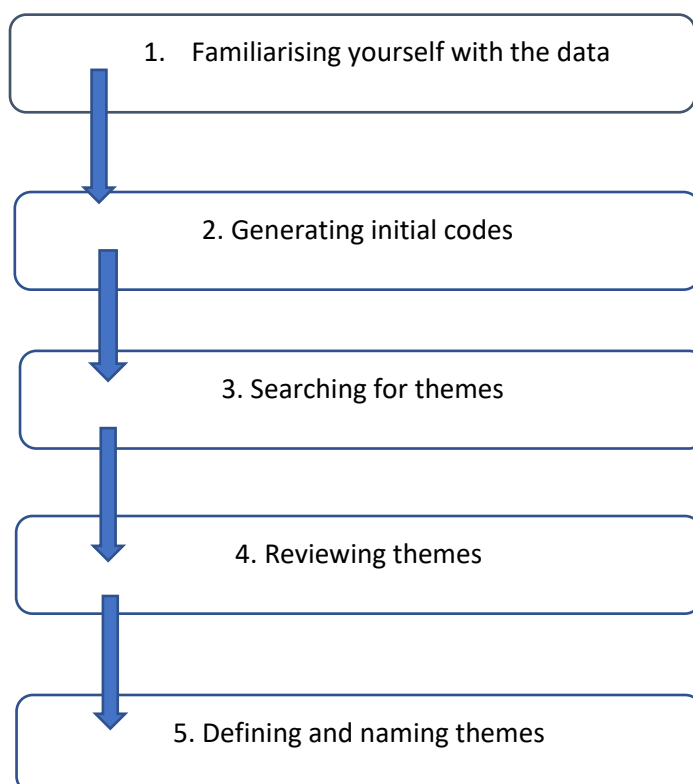 1. Familiarising yourself with the data
2. Generating initial codes
3. Searching for themes
4. Reviewing themes
5. Defining and naming themes